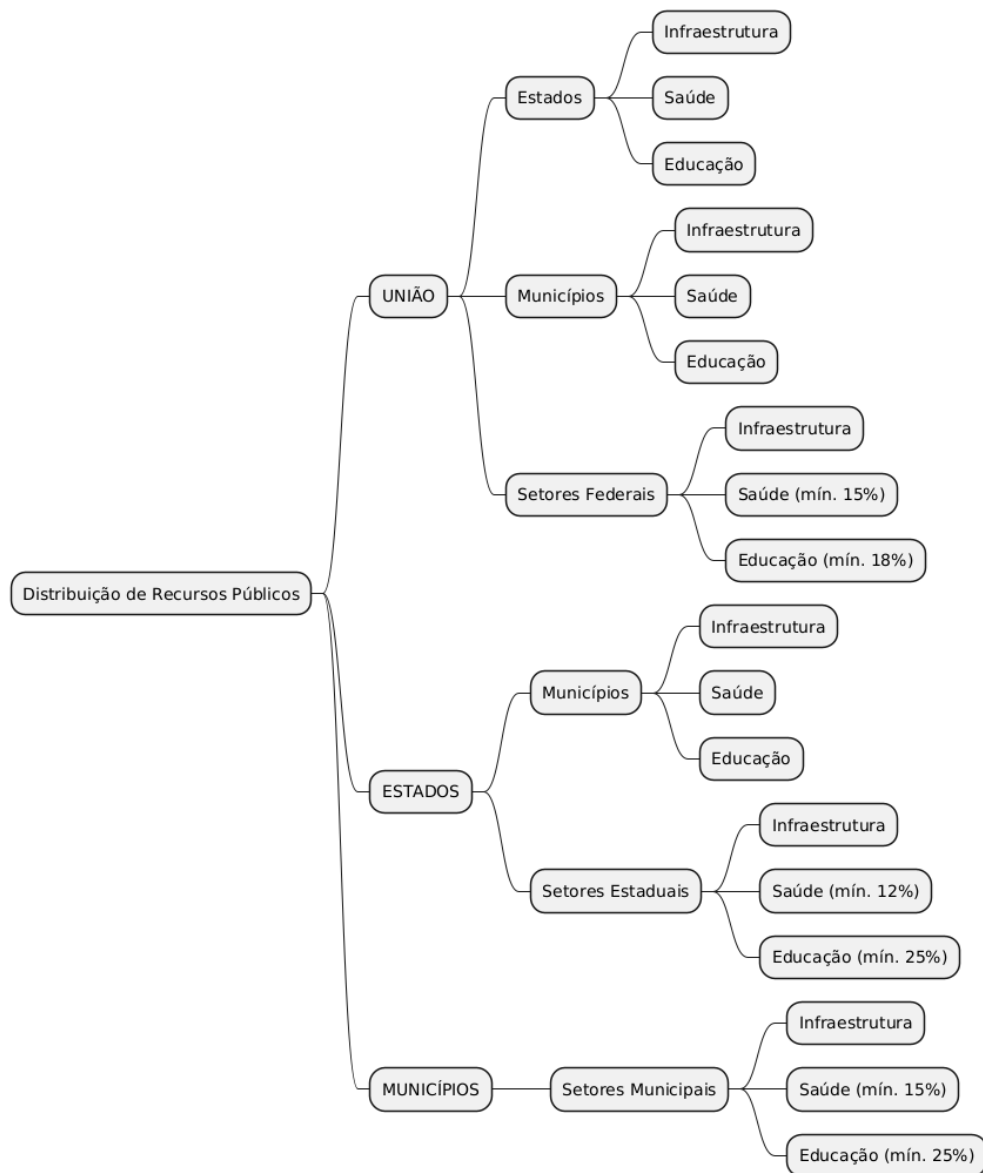 Distribuição de Recursos Públicos
UNIÃO
Estados
Infraestrutura
Saúde
Educação
Municípios
Infraestrutura
Saúde
Educação
Setores Federais
Infraestrutura
Saúde (mín. 15%)
Educação (mín. 18%)
ESTADOS
Municípios
Infraestrutura
Saúde
Educação
Setores Estaduais
Infraestrutura
Saúde (mín. 12%)
Educação (mín. 25%)
MUNICÍPIOS
Setores Municipais
Infraestrutura
Saúde (mín. 15%)
Educação (mín. 25%)